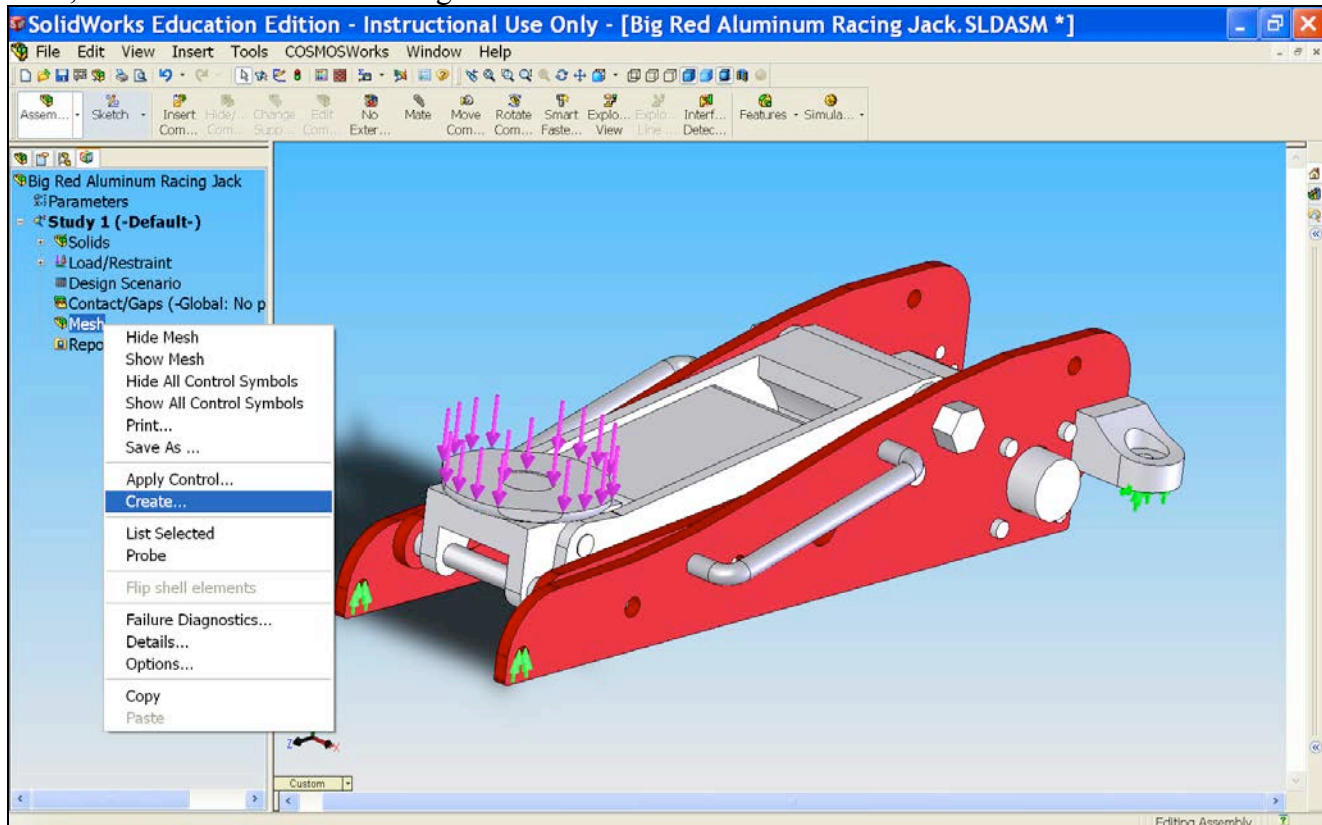 SolidWorks Education Edition - Instructional Use Only - [Big Red Aluminum Racing Jack.SLDASM *]
File Edit View Insert Tools COSMOSWorks Window Help
Assem... Sketch Insert Hide/... Change Edit No Mate Move Rotate Smart Explo... Explo... Interf... Features Simula...
Com... Com... Supp... Com... Exter... Com... Com... Faste... View Line ... Detec...
Big Red Aluminum Racing Jack
Parameters
Study 1 (-Default-)
Solids
Load/Restraint
Design Scenario
Contact/Gaps (-Global: No p
Mesh
Repo
Hide Mesh
Show Mesh
Hide All Control Symbols
Show All Control Symbols
Print...
Save As ...
Apply Control...
Create...
List Selected
Probe
Flip shell elements
Failure Diagnostics...
Details...
Options...
Copy
Paste
Z X
Custom
Editing Assembly